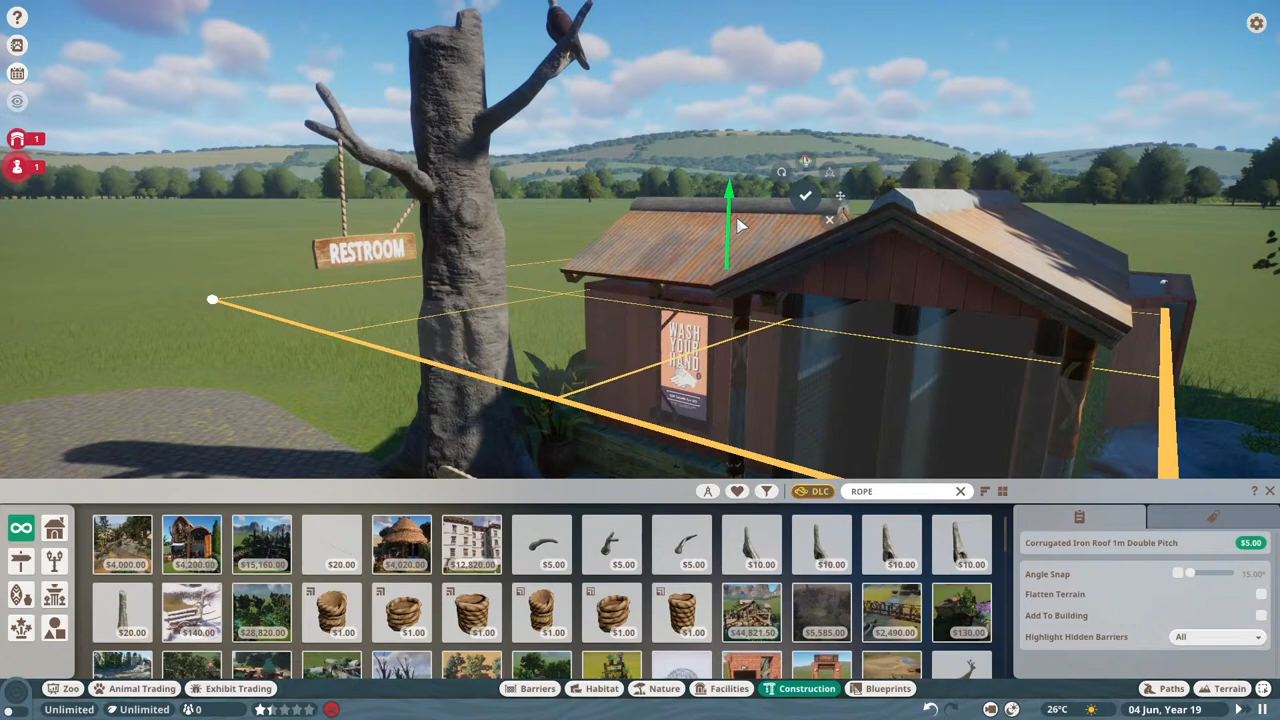 ?
1
1
RESTROOM
WASH
YOUR
HAND
DLC
ROPE
?
$4,000.00
$4,200.00
$15,160.00
$20.00
$4,020.00
$12,820.00
$5.00
$5.00
$5.00
$10.00
$10.00
$10.00
$10.00
Corrugated Iron Roof 1m Double Pitch
$5.00
Angle Snap
15.00°
Flatten Terrain
Add To Building
Highlight Hidden Barriers
All
$20.00
$140.00
$28,820.00
$1.00
$1.00
$1.00
$1.00
$1.00
$1.00
$44,821.50
$5,585.00
$2,490.00
$130.00
Zoo
Animal Trading
Exhibit Trading
Barriers
Habitat
Nature
Facilities
Construction
Blueprints
Paths
Terrain
Unlimited
Unlimited
0
26°C
04 Jun, Year 19